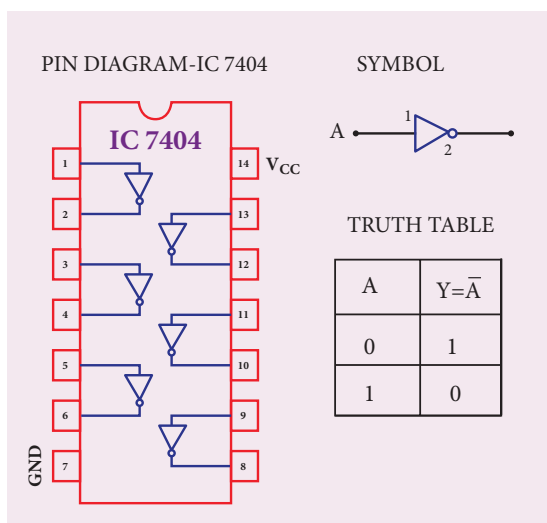 PIN DIAGRAM-IC 7404
IC 7404
1
2
3
4
5
6
7
GND
14 VCC
13
12
11
10
9
8
SYMBOL
A
1
2
TRUTH TABLE
A Y=A̅
0 1
1 0